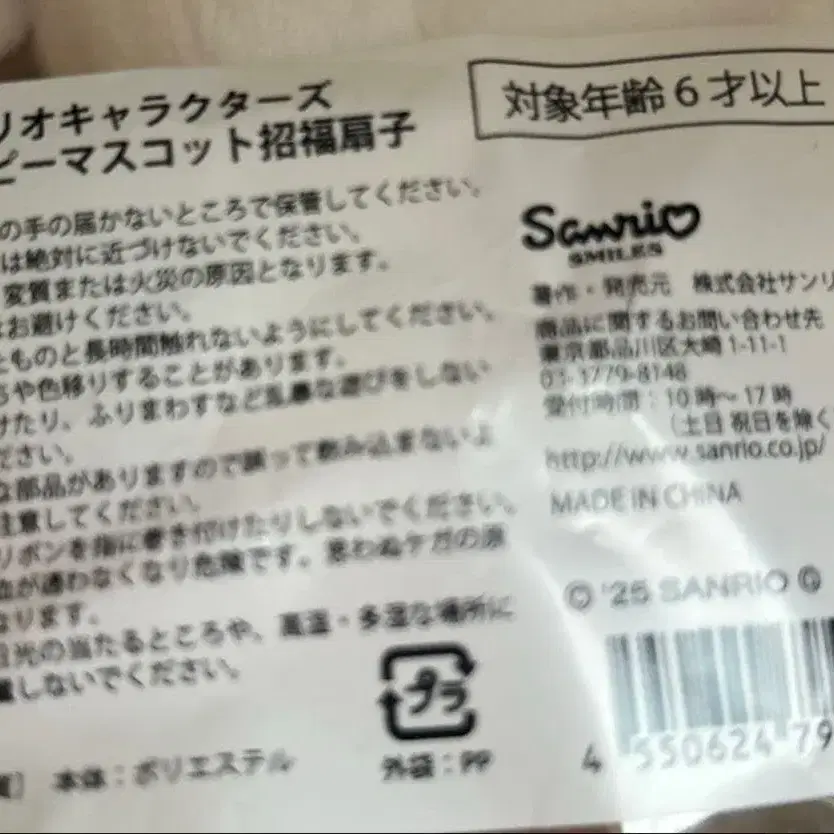 リオキャラクターズ
ピーマスコット招福扇子
の手の届かないところで保管してください。
は絶対に近づけないでください。
変質または火災の原因となります。
はお避けください。
たものと長時間触れないようにしてください。
ちや色移りすることがあります。
けたり、ふりまわすなど乱暴な遊びをしない
ださい。
な部品がありますので誤って飲み込まないよ
注意してください。
リボンを指に巻き付けたりしないでください。
血が通わなくなり危険です。思わぬケガの原
なります。
日光の当たるところや、高温・多湿な場所に
しないでください。
プラ
外袋：PP
質］ 本体：ポリエステル
対象年齢6才以上
Sanrio
SMILES
著作・発売元 株式会社サンリ
商品に関するお問い合わせ先
東京都品川区大崎1-11-1
03-3779-8148
受付時間：10時～17時
（土日祝日を除く
http://www.sanrio.co.jp/
MADE IN CHINA
© '25 SANRIO G
4 550624 79